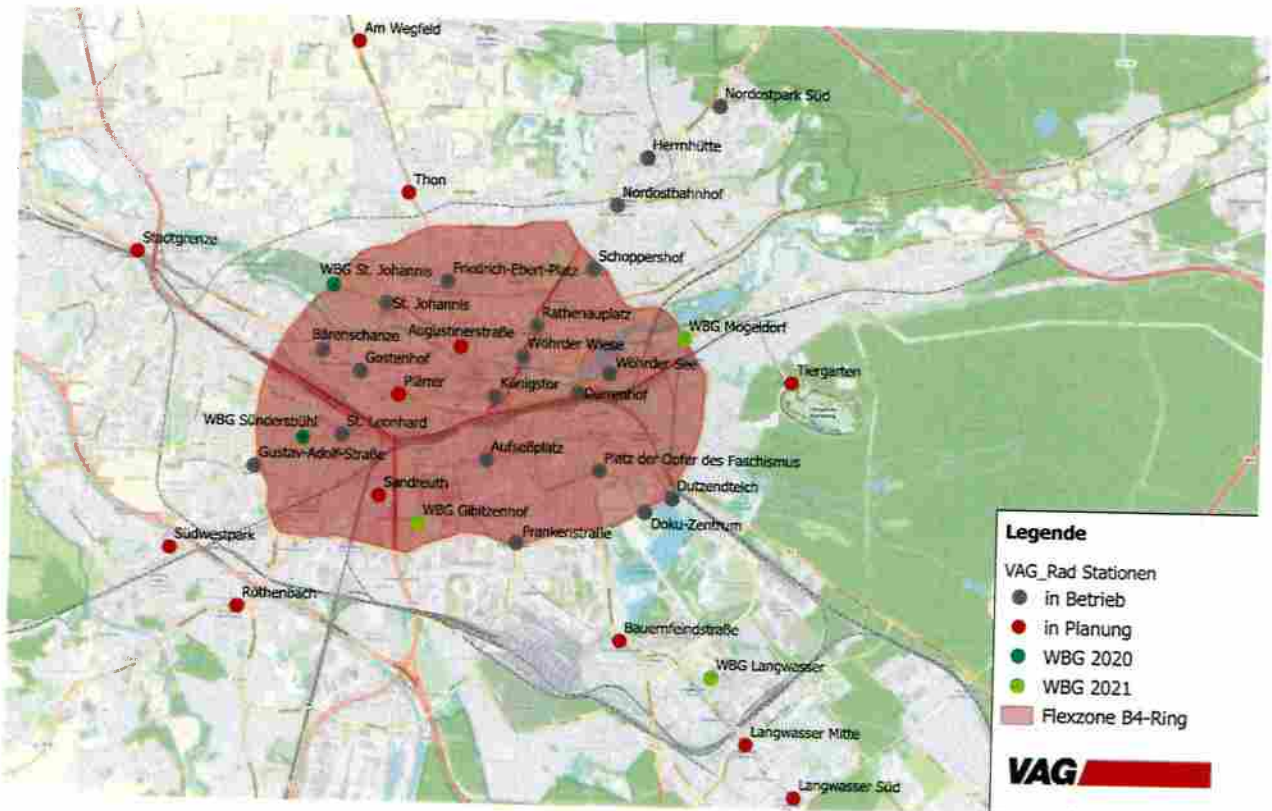 Am Wegfeld
Nordostpark Süd
Herrnhütte
Thon
Nordostbahnhof
Stadtgrenze
Schoppershof
WBG St. Johannis
Friedrich-Ebert-Platz
St. Johannis
Rathenauplatz
WBG Mögeldorf
Bärenschanze
Augustinerstraße
Wöhrder Wiese
Gostenhof
Wöhrder See
Tiergarten
Plärrer
Königstor
Dürrenhof
WBG Sündersbühl
St. Leonhard
Gustav-Adolf-Straße
Aufseßplatz
Platz der Opfer des Faschismus
Sandreuth
Dutzendteich
WBG Gibitzenhof
Doku-Zentrum
Frankenstraße
Südwestpark
Röthenbach
Bauernfeindstraße
WBG Langwasser
Langwasser Mitte
Langwasser Süd
Legende
VAG_Rad Stationen
in Betrieb
in Planung
WBG 2020
WBG 2021
Flexzone B4-Ring
VAG